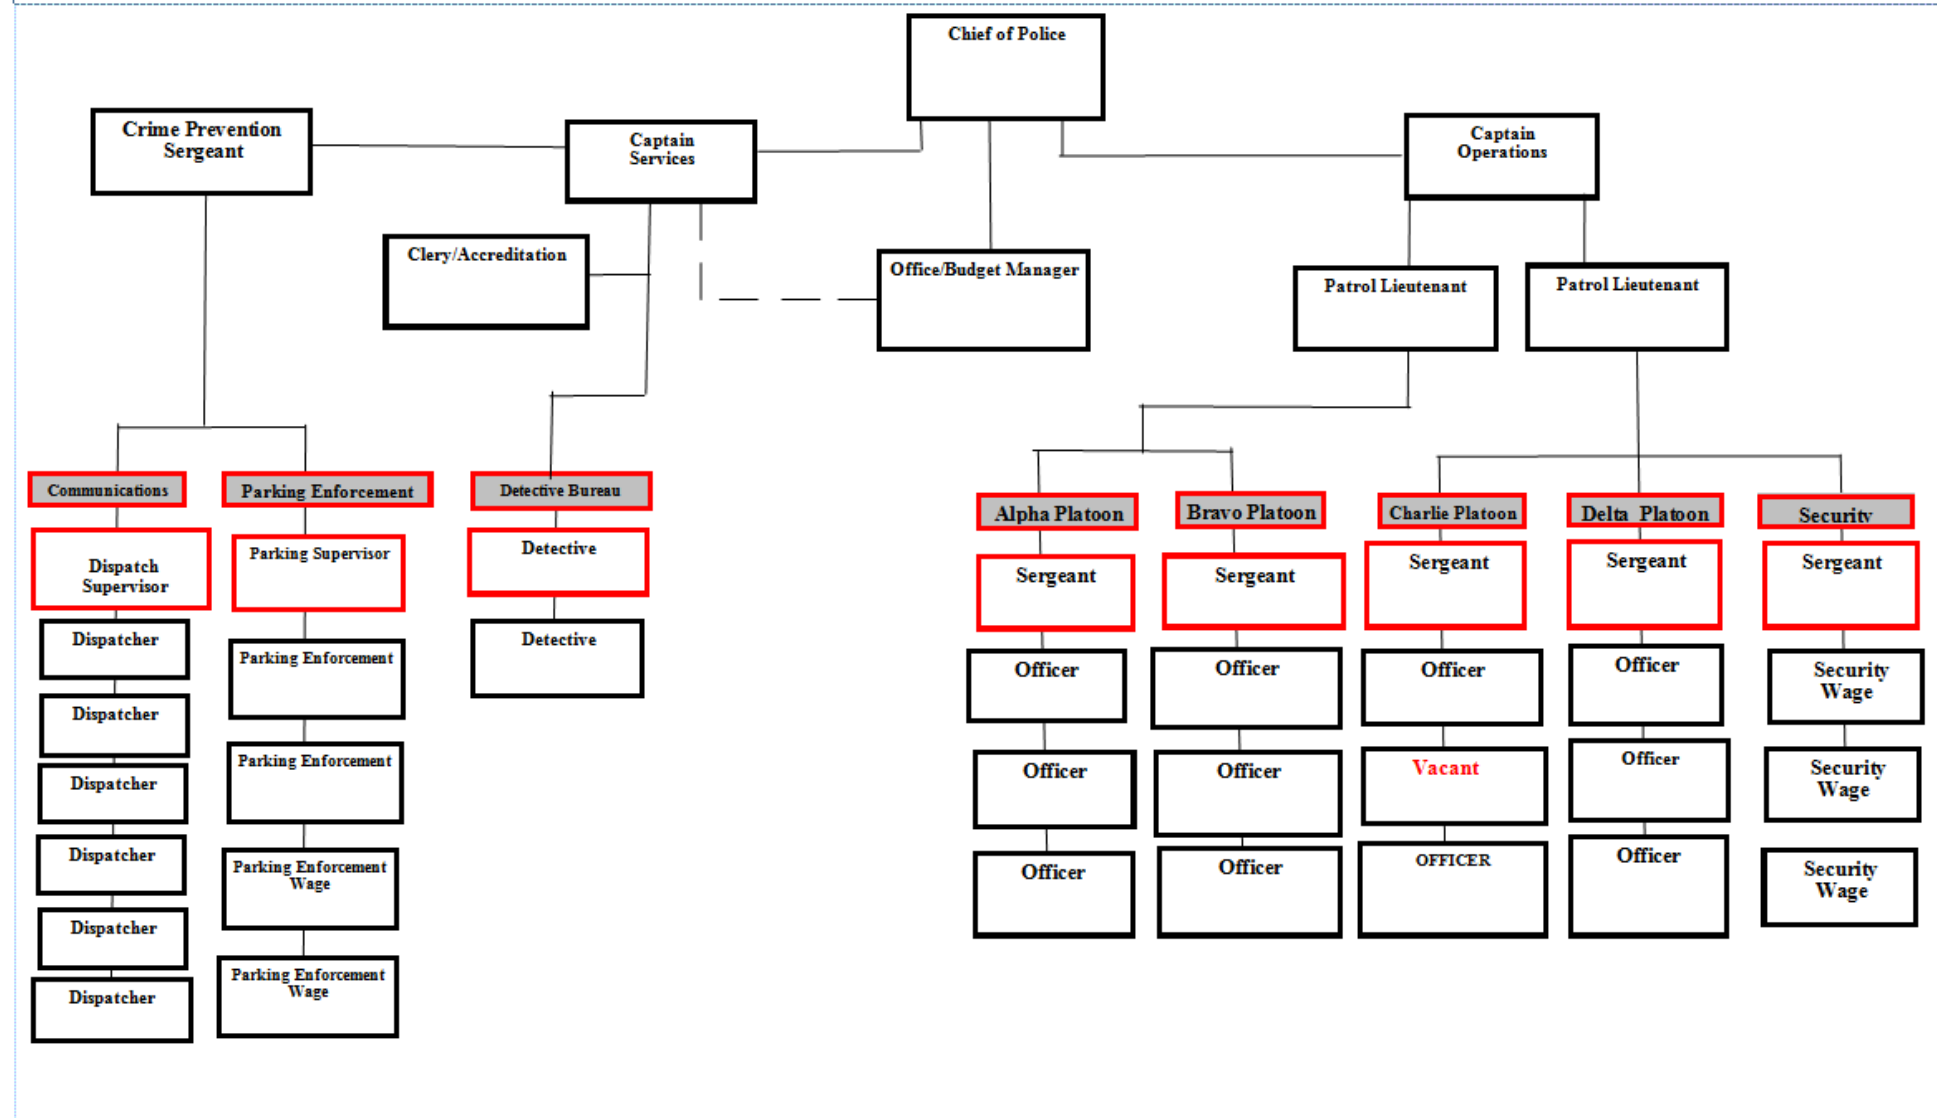 Chief of Police
Crime Prevention
Sergeant
Captain
Services
Captain
Operations
Clery/Accreditation
Office/Budget Manager
Patrol Lieutenant
Patrol Lieutenant
Communications
Parking Enforcement
Detective Bureau
Alpha Platoon
Bravo Platoon
Charlie Platoon
Delta Platoon
Security
Dispatch
Supervisor
Parking Supervisor
Detective
Sergeant
Sergeant
Sergeant
Sergeant
Sergeant
Dispatcher
Parking Enforcement
Detective
Officer
Officer
Officer
Officer
Security
Wage
Dispatcher
Parking Enforcement
Officer
Officer
Vacant
Officer
Security
Wage
Dispatcher
Dispatcher
Parking Enforcement
Wage
Officer
Officer
OFFICER
Officer
Security
Wage
Dispatcher
Parking Enforcement
Wage
Dispatcher